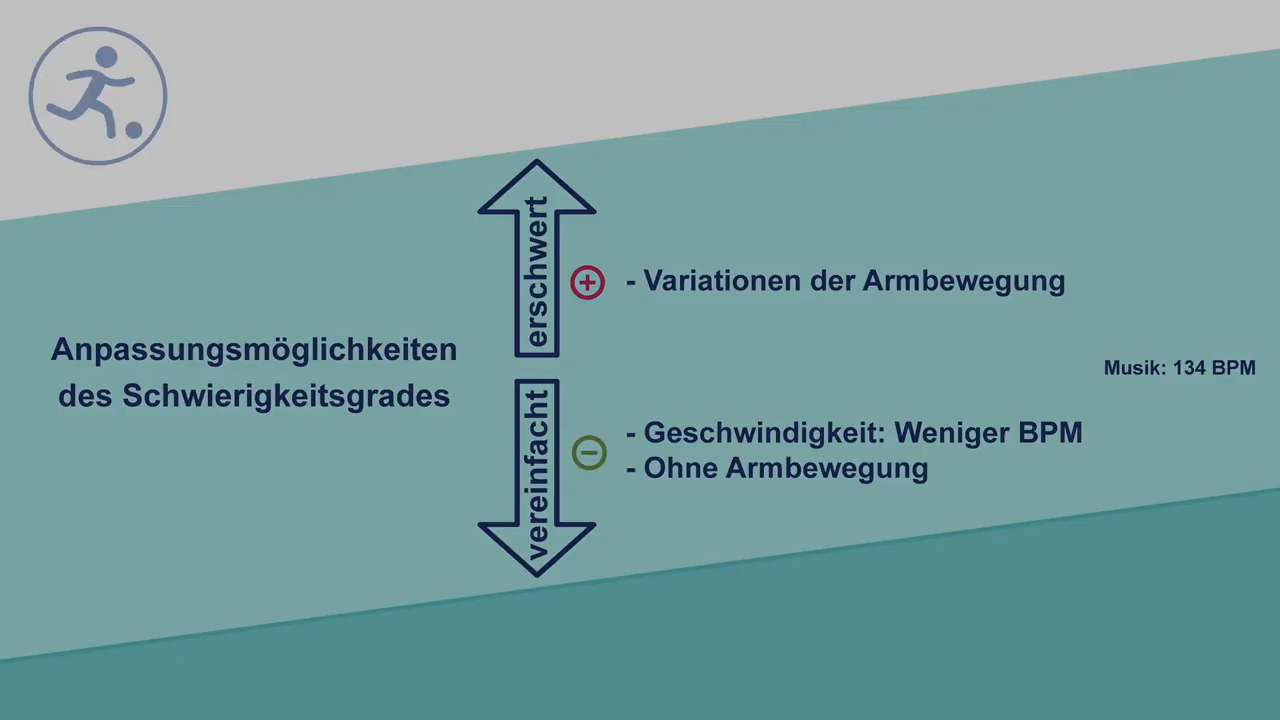 Anpassungsmöglichkeiten
des Schwierigkeitsgrades
erschwert
- Variationen der Armbewegung
vereinfacht
- Geschwindigkeit: Weniger BPM
- Ohne Armbewegung
Musik: 134 BPM